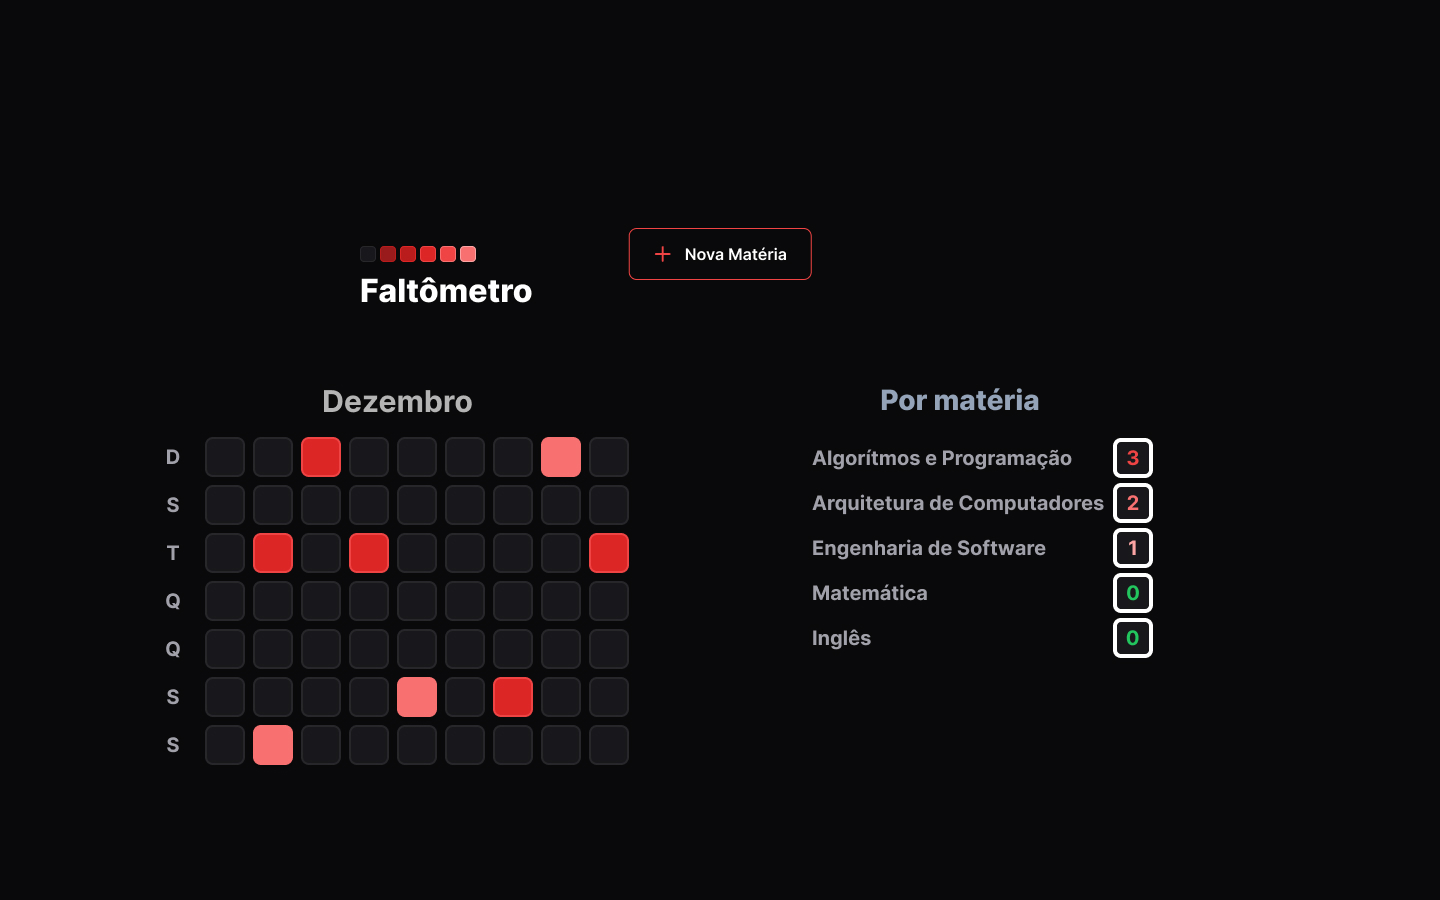 Nova Matéria
Faltômetro
Dezembro
D
S
T
Q
Q
S
S
Por matéria
Algorítmos e Programação 3
Arquitetura de Computadores 2
Engenharia de Software 1
Matemática 0
Inglês 0